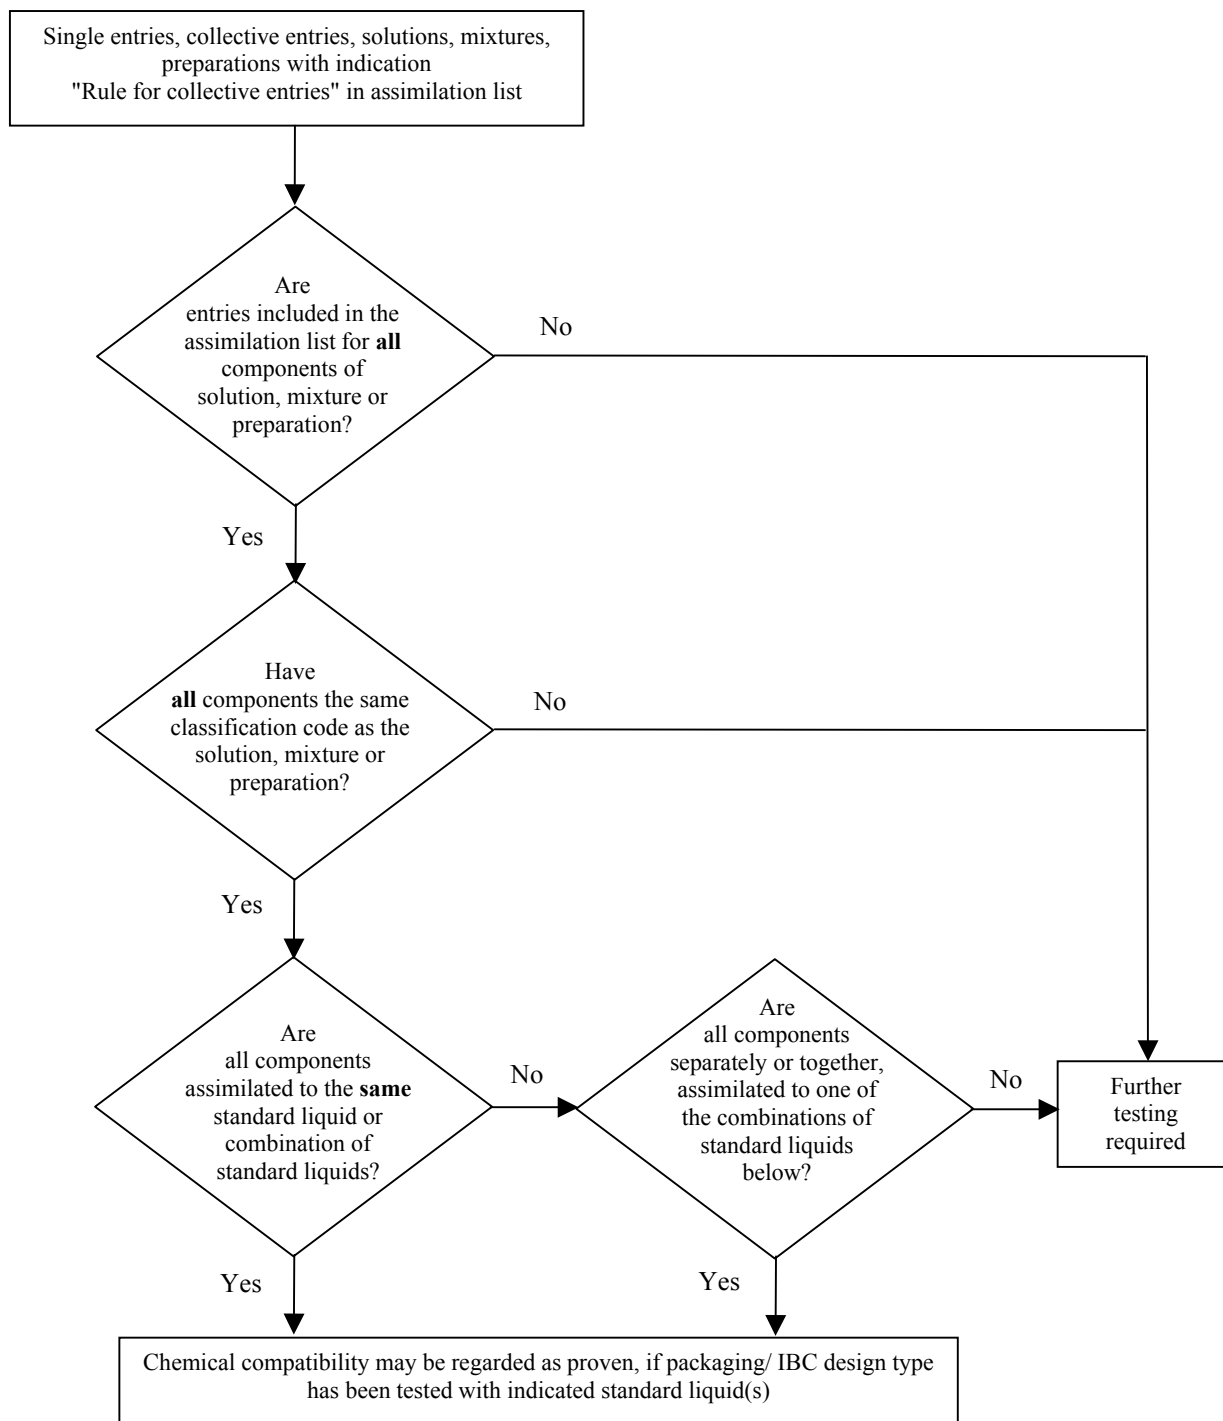 Single entries, collective entries, solutions, mixtures,
preparations with indication
"Rule for collective entries" in assimilation list
Are
entries included in the
assimilation list for all
components of
solution, mixture or
preparation?
No
Yes
Have
all components the same
classification code as the
solution, mixture or
preparation?
No
Yes
Are
all components
assimilated to the same
standard liquid or
combination of
standard liquids?
No
Are
all components
separately or together,
assimilated to one of
the combinations of
standard liquids
below?
No
Further
testing
required
Yes
Yes
Chemical compatibility may be regarded as proven, if packaging/ IBC design type
has been tested with indicated standard liquid(s)